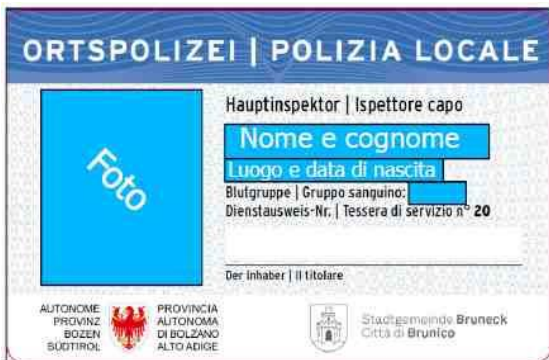 ORTSPOLIZEI | POLIZIA LOCALE
Foto
Hauptinspektor | Ispettore capo
Nome e cognome
Luogo e data di nascita
Blutgruppe | Gruppo sanguino:
Dienstausweis-Nr. | Tessera di servizio n° 20
Der Inhaber | Il titolare
AUTONOME
PROVINZ
BOZEN
SÜDTIROL
PROVINCIA
AUTONOMA
DI BOLZANO
ALTO ADIGE
Stadtgemeinde Bruneck
Città di Brunico